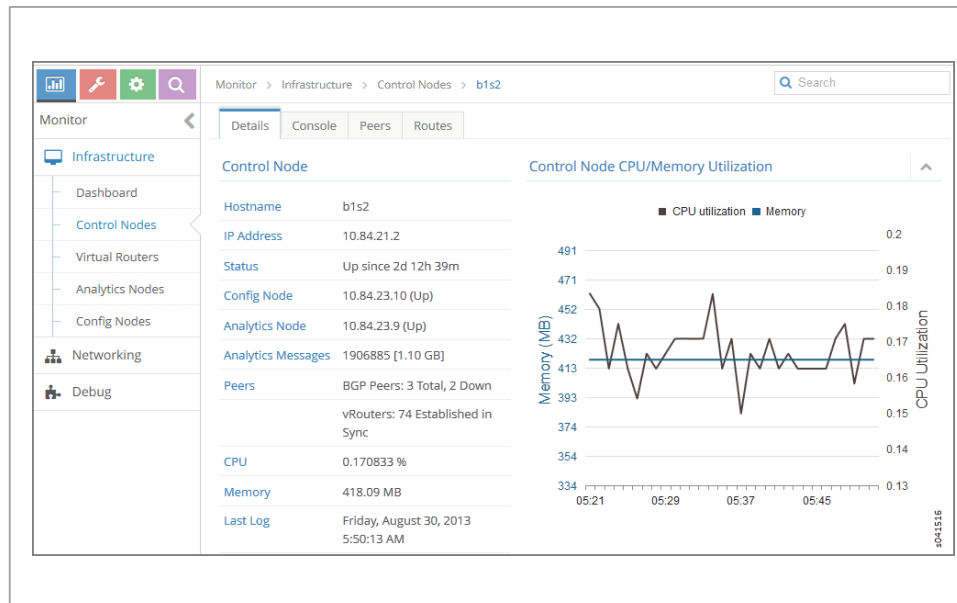 Monitor > Infrastructure > Control Nodes > b1s2
Search
Monitor
Infrastructure
Dashboard
Control Nodes
Virtual Routers
Analytics Nodes
Config Nodes
Networking
Debug
Details Console Peers Routes
Control Node
Hostname b1s2
IP Address 10.84.21.2
Status Up since 2d 12h 39m
Config Node 10.84.23.10 (Up)
Analytics Node 10.84.23.9 (Up)
Analytics Messages 1906885 [1.10 GB]
Peers BGP Peers: 3 Total, 2 Down
vRouters: 74 Established in
Sync
CPU 0.170833 %
Memory 418.09 MB
Last Log Friday, August 30, 2013
5:50:13 AM
Control Node CPU/Memory Utilization
CPU utilization Memory
Memory (MB)
491
471
452
432
413
393
374
354
334
0.2
0.19
0.18
0.17
0.16
0.15
0.14
0.13
CPU Utilization
05:21 05:29 05:37 05:45
s041516